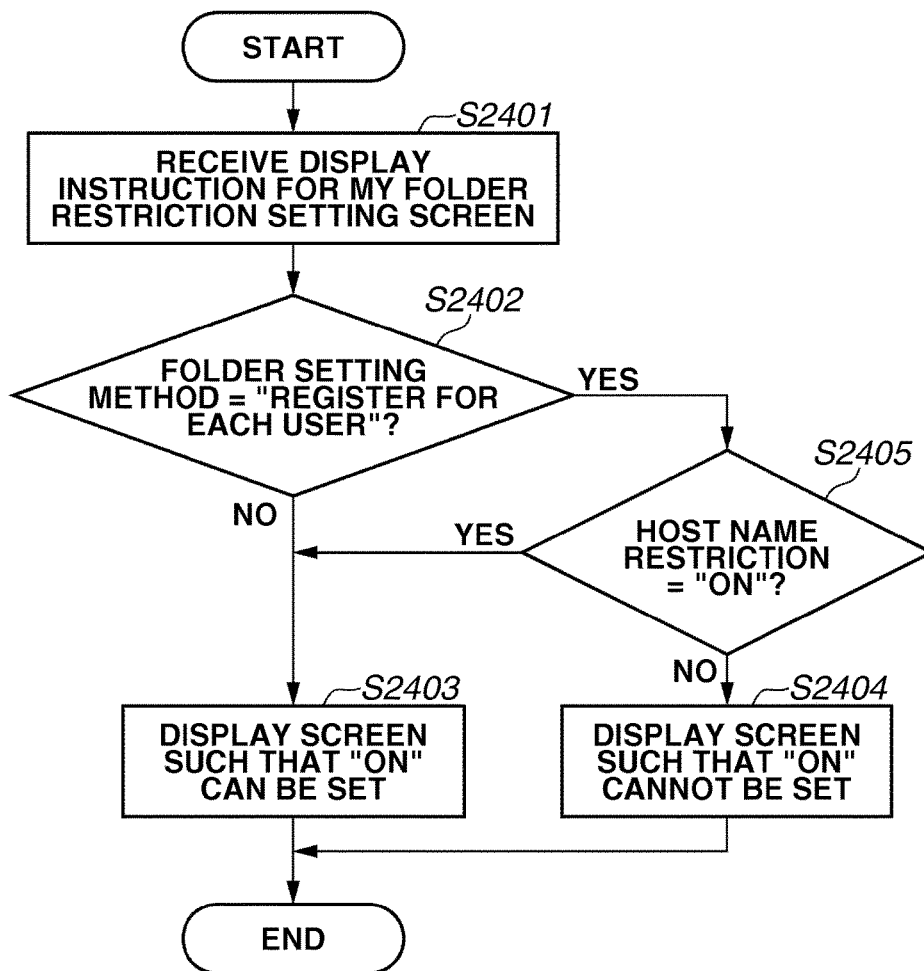 START
S2401
RECEIVE DISPLAY
INSTRUCTION FOR MY FOLDER
RESTRICTION SETTING SCREEN
S2402
FOLDER SETTING
METHOD = "REGISTER FOR
EACH USER"?
YES
NO
S2405
HOST NAME
RESTRICTION
= "ON"?
YES
NO
S2403
DISPLAY SCREEN
SUCH THAT "ON"
CAN BE SET
S2404
DISPLAY SCREEN
SUCH THAT "ON"
CANNOT BE SET
END